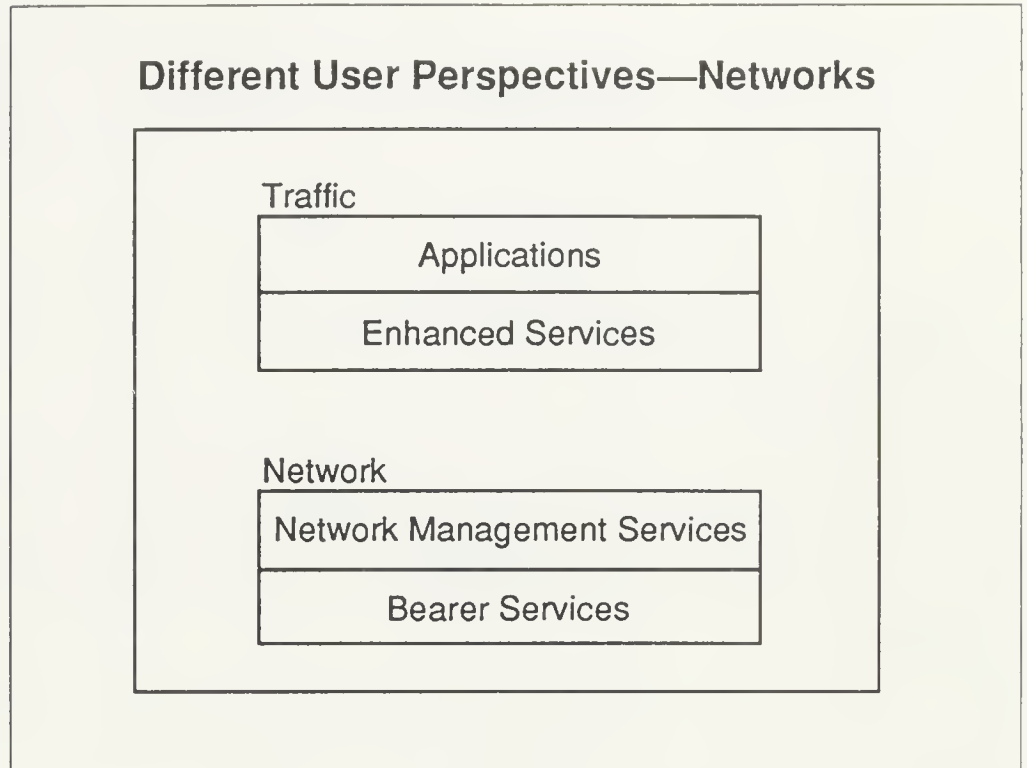 Different User Perspectives—Networks
Traffic
Applications
Enhanced Services
Network
Network Management Services
Bearer Services